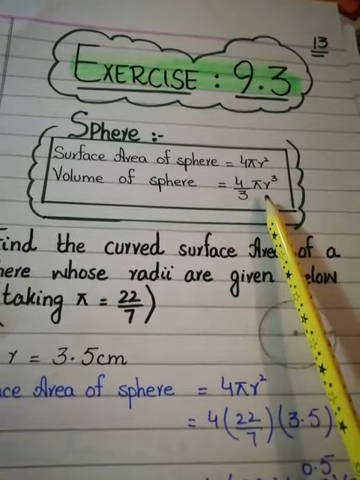 13
EXERCISE : 9.3
Sphere :-
Surface Area of sphere = 4πr²
Volume of sphere = 4/3 πr³
Find the curved surface Area of a
here whose radii are given below
taking π = 22/7)
r = 3.5cm
ce Area of sphere = 4πr²
= 4(22/7)(3.5)
0.5